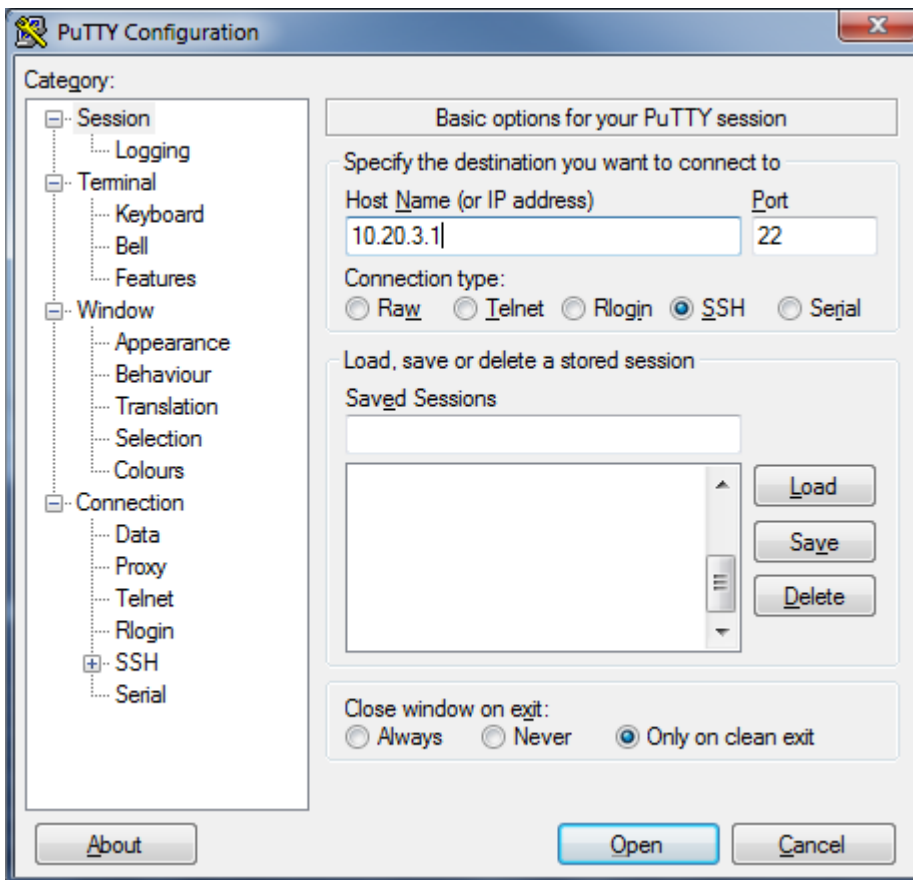 PuTTY Configuration
Category:
Session
Logging
Terminal
Keyboard
Bell
Features
Window
Appearance
Behaviour
Translation
Selection
Colours
Connection
Data
Proxy
Telnet
Rlogin
SSH
Serial
Basic options for your PuTTY session
Specify the destination you want to connect to
Host Name (or IP address) Port
10.20.3.1 22
Connection type:
Raw Telnet Rlogin SSH Serial
Load, save or delete a stored session
Saved Sessions
Load
Save
Delete
Close window on exit:
Always Never Only on clean exit
About Open Cancel